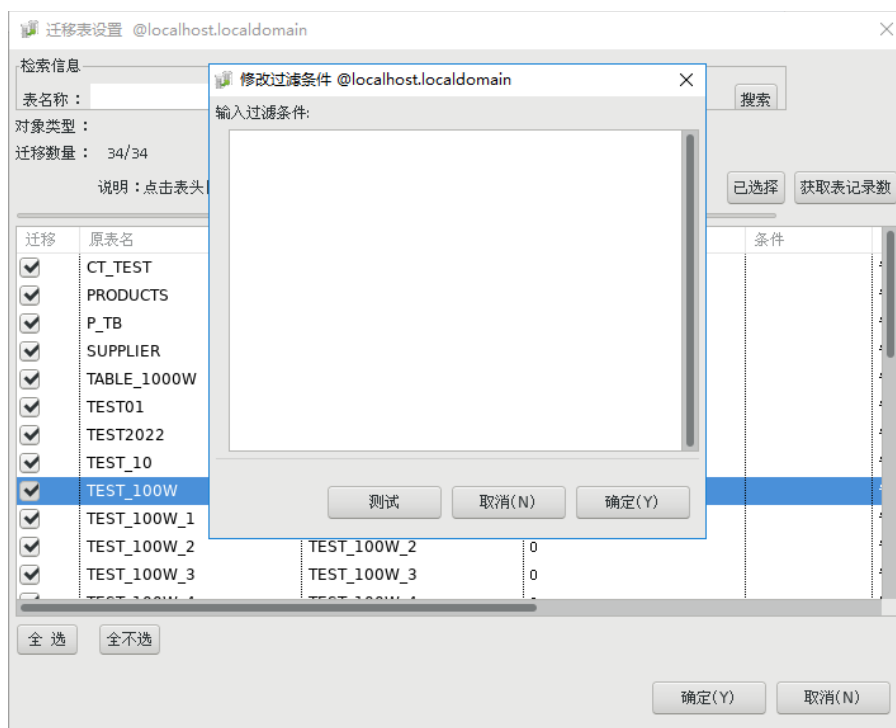 迁移表设置 @localhost.localdomain
检索信息
表名称：
搜索
对象类型：
迁移数量： 34/34
说明：点击表头
已选择 获取表记录数
修改过滤条件 @localhost.localdomain
输入过滤条件:
测试 取消(N) 确定(Y)
迁移 原表名 条件
CT_TEST
PRODUCTS
P_TB
SUPPLIER
TABLE_1000W
TEST01
TEST2022
TEST_10
TEST_100W
TEST_100W_1
TEST_100W_2 TEST_100W_2 0
TEST_100W_3 TEST_100W_3 0
全 选 全不选
确定(Y) 取消(N)